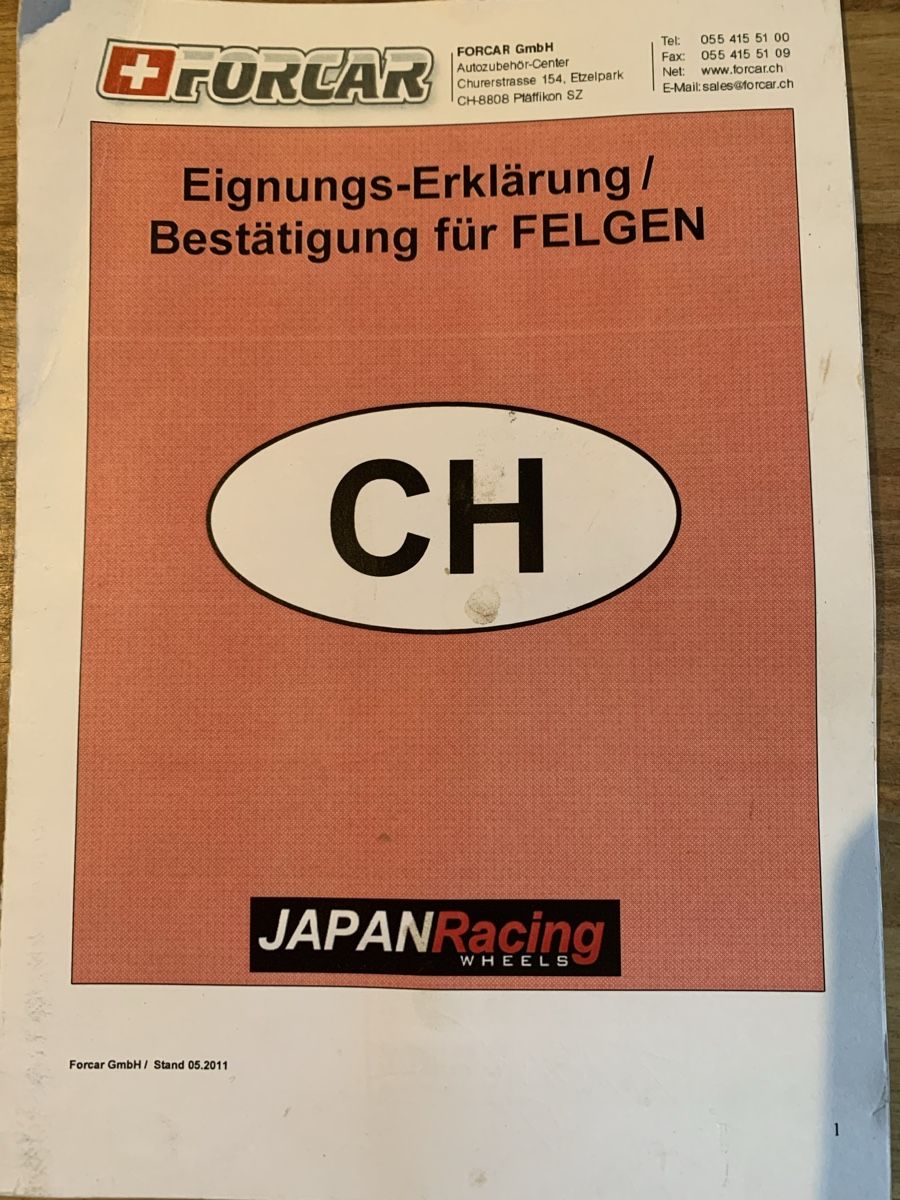 FORCAR
FORCAR GmbH
Autozubehör-Center
Churerstrasse 154, Etzelpark
CH-8808 Pfäffikon SZ
Tel: 055 415 51 00
Fax: 055 415 51 09
Net: www.forcar.ch
E-Mail: sales@forcar.ch
Eignungs-Erklärung /
Bestätigung für FELGEN
CH
JAPANRacing
WHEELS
Forcar GmbH / Stand 05.2011
1